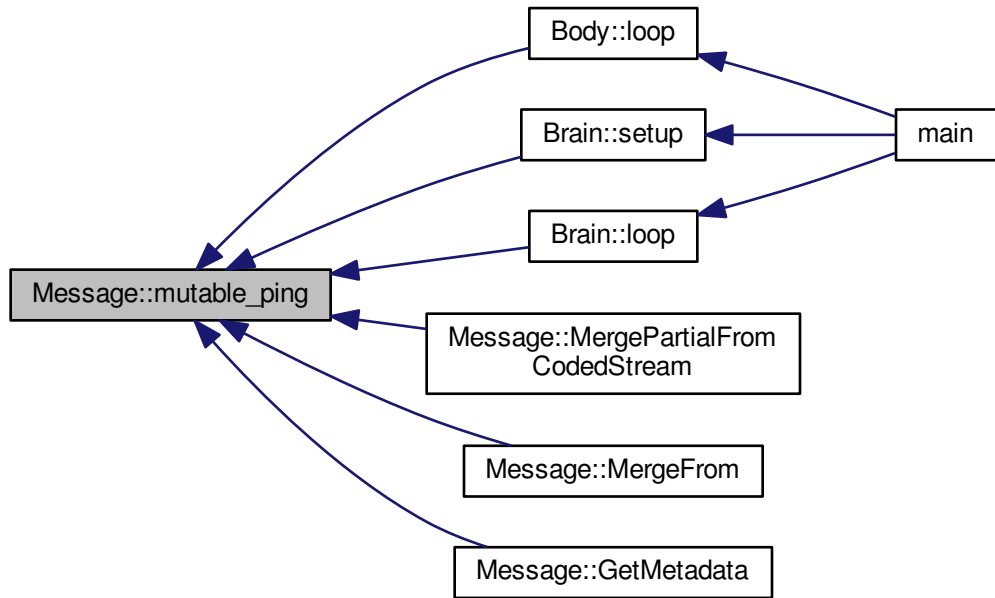 Body::loop
Brain::setup
main
Brain::loop
Message::mutable_ping
Message::MergePartialFrom
CodedStream
Message::MergeFrom
Message::GetMetadata